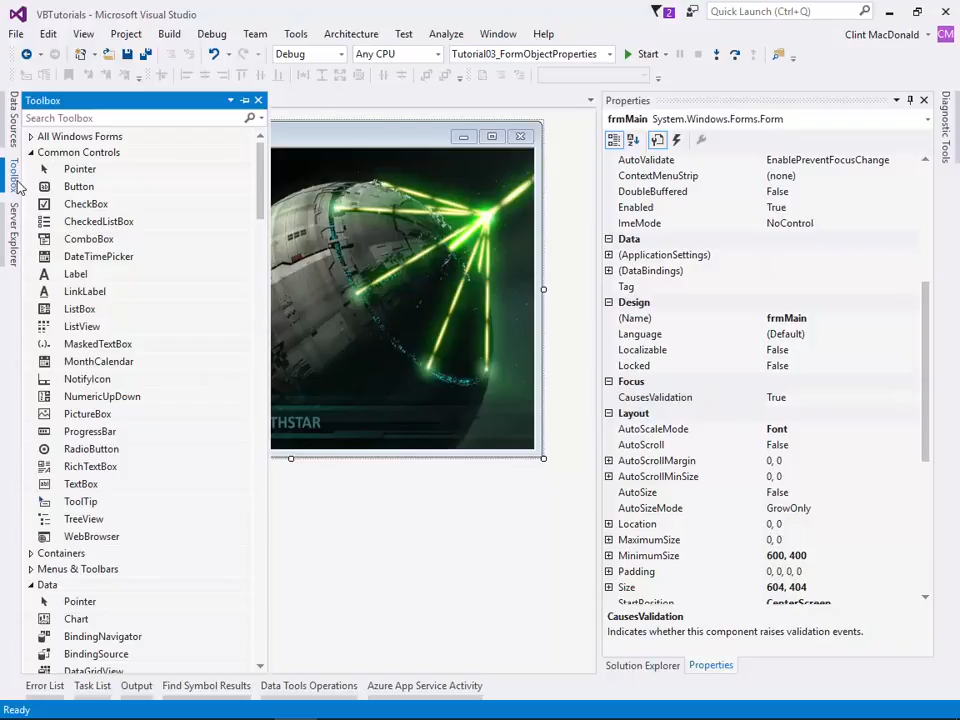 VBTutorials - Microsoft Visual Studio
2
Quick Launch (Ctrl+Q)
File Edit View Project Build Debug Team Tools Architecture Test Analyze Window Help
Clint MacDonald CM
Debug Any CPU Tutorial03_FormObjectProperties Start
Data Sources
Toolbox
Server Explorer
Toolbox
Search Toolbox
All Windows Forms
Common Controls
Pointer
Button
CheckBox
CheckedListBox
ComboBox
DateTimePicker
Label
LinkLabel
ListBox
ListView
MaskedTextBox
MonthCalendar
NotifyIcon
NumericUpDown
PictureBox
ProgressBar
RadioButton
RichTextBox
TextBox
ToolTip
TreeView
WebBrowser
Containers
Menus & Toolbars
Data
Pointer
Chart
BindingNavigator
BindingSource
DataGridView
THSTAR
Properties
frmMain System.Windows.Forms.Form
AutoValidate EnablePreventFocusChange
ContextMenuStrip (none)
DoubleBuffered False
Enabled True
ImeMode NoControl
Data
(ApplicationSettings)
(DataBindings)
Tag
Design
(Name) frmMain
Language (Default)
Localizable False
Locked False
Focus
CausesValidation True
Layout
AutoScaleMode Font
AutoScroll False
AutoScrollMargin 0, 0
AutoScrollMinSize 0, 0
AutoSize False
AutoSizeMode GrowOnly
Location 0, 0
MaximumSize 0, 0
MinimumSize 600, 400
Padding 0, 0, 0, 0
Size 604, 404
StartPosition CenterScreen
CausesValidation
Indicates whether this component raises validation events.
Solution Explorer Properties
Diagnostic Tools
Error List Task List Output Find Symbol Results Data Tools Operations Azure App Service Activity
Ready